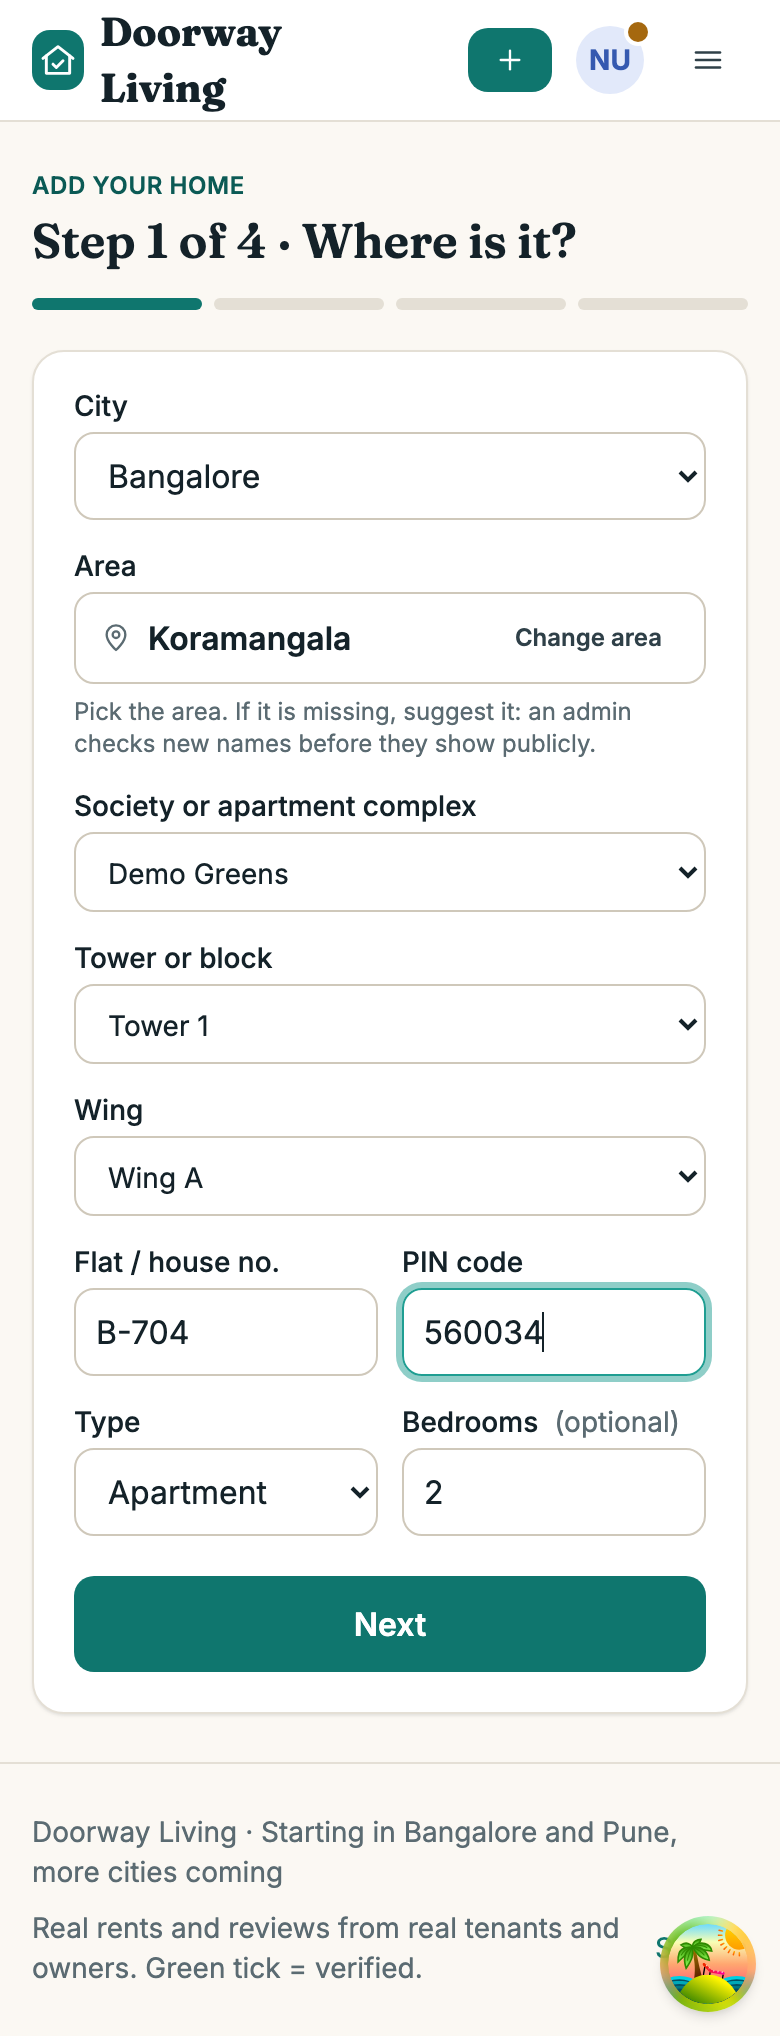 Doorway
Living
NU
ADD YOUR HOME
Step 1 of 4 · Where is it?
City
Bangalore
Area
Koramangala
Change area
Pick the area. If it is missing, suggest it: an admin
checks new names before they show publicly.
Society or apartment complex
Demo Greens
Tower or block
Tower 1
Wing
Wing A
Flat / house no.
PIN code
B-704
560034
Type
Bedrooms (optional)
Apartment
2
Next
Doorway Living · Starting in Bangalore and Pune,
more cities coming
Real rents and reviews from real tenants and
owners. Green tick = verified.